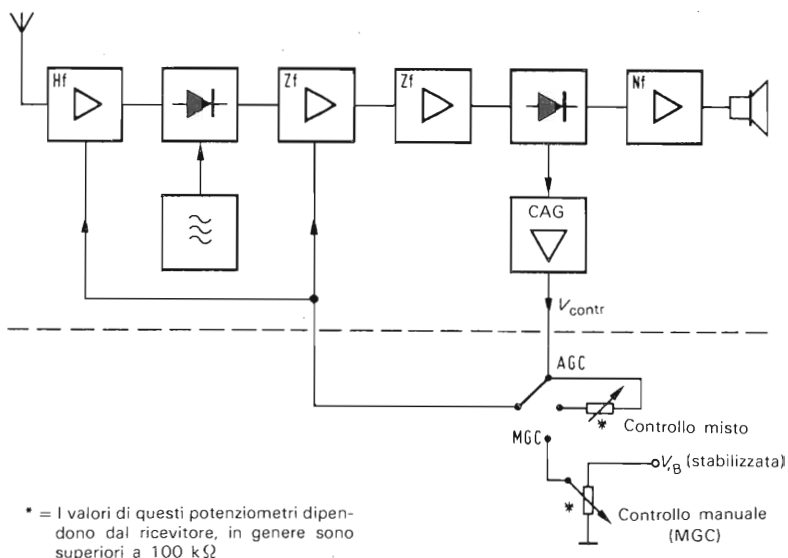 Hf
Zf
Zf
Nf
CAG
V contr
AGC
* Controllo misto
MGC
V B (stabilizzata)
* Controllo manuale
(MGC)
* = I valori di questi potenziometri dipen-
dono dal ricevitore, in genere sono
superiori a 100 kΩ